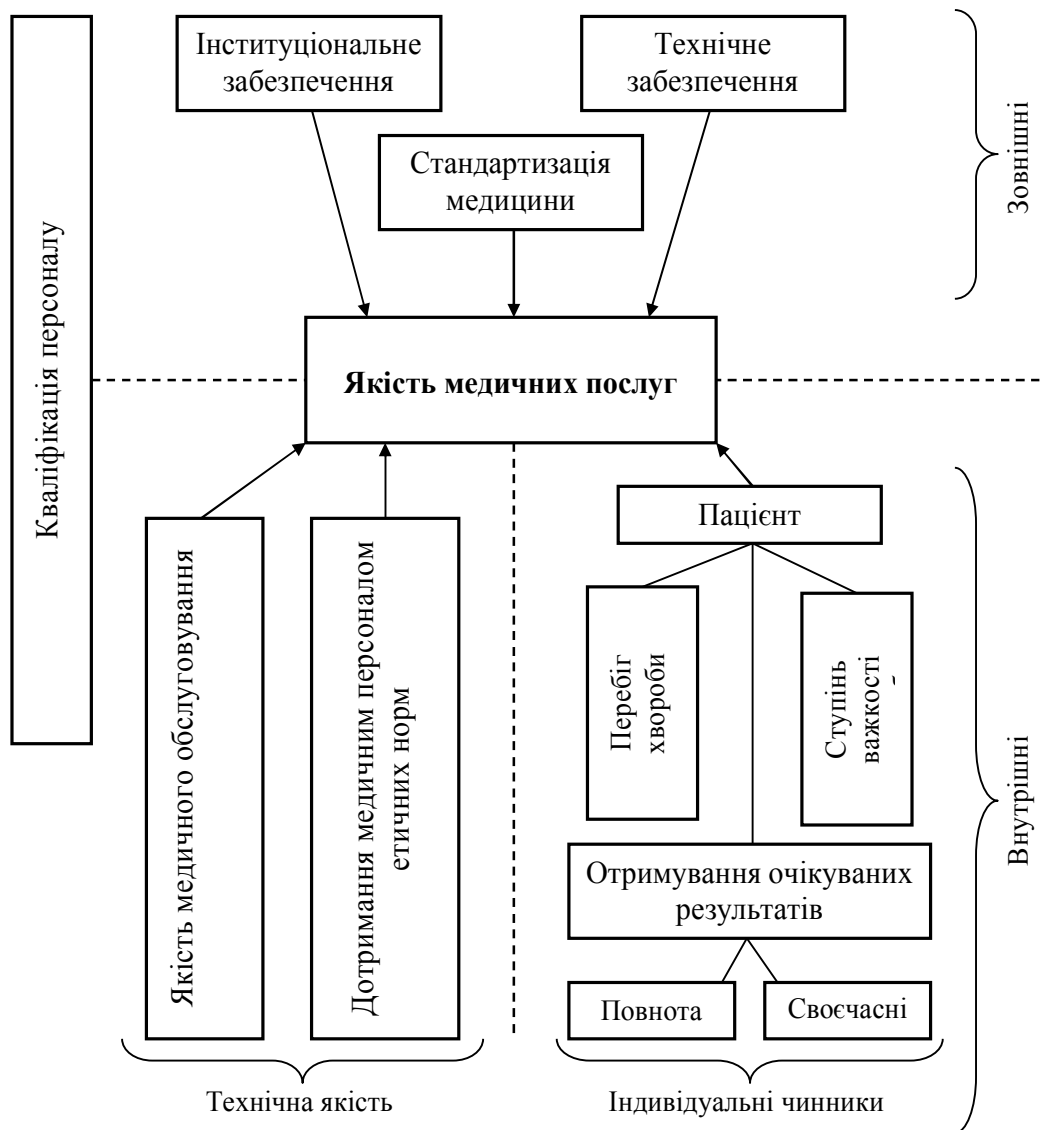 Інституціональне
забезпечення
Технічне
забезпечення
Стандартизація
медицини
Зовнішні
Кваліфікація персоналу
Якість медичних послуг
Якість медичного обслуговування
Дотримання медичним персоналом
етичних норм
Пацієнт
Перебіг
хвороби
Ступінь
важкості
Отримування очікуваних
результатів
Повнота
Своєчасні
Внутрішні
Технічна якість
Індивідуальні чинники